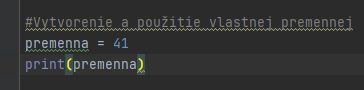 #Vytvorenie a použitie vlastnej premennej
premenna = 41
print(premenna)